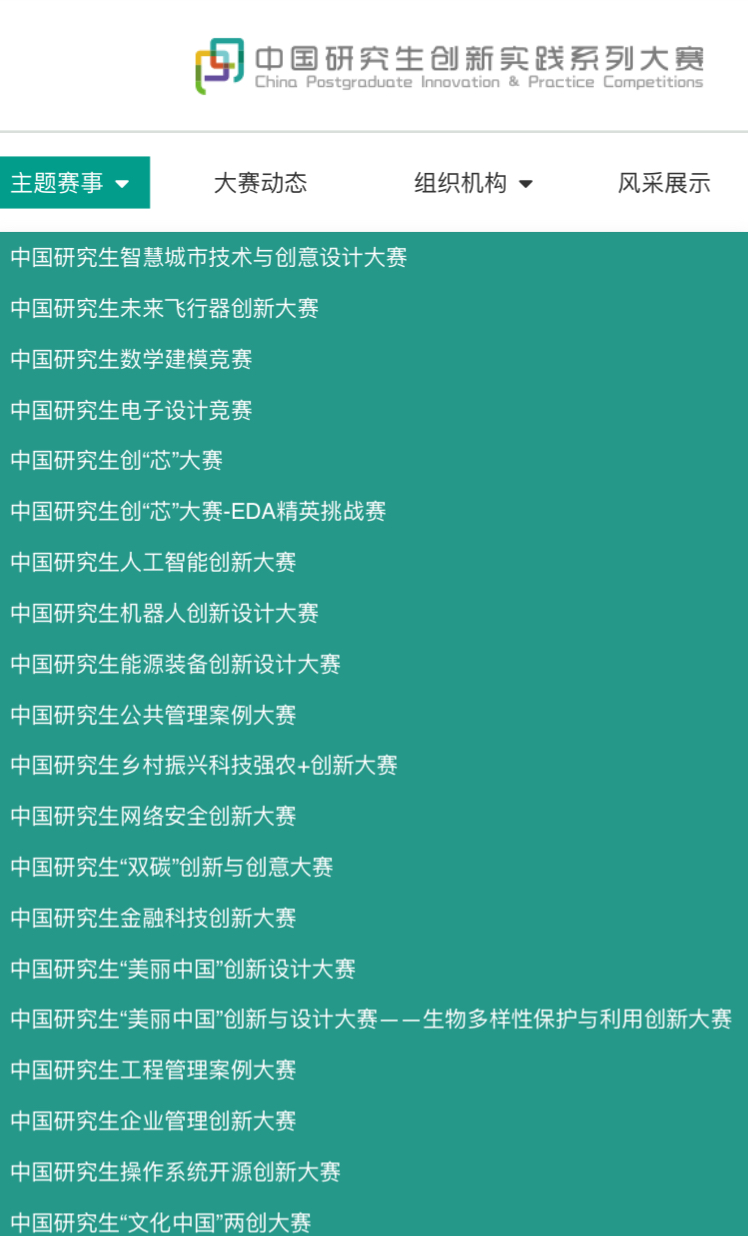 中国研究生创新实践系列大赛
China Postgraduate Innovation & Practice Competitions
主题赛事 大赛动态 组织机构 风采展示
中国研究生智慧城市技术与创意设计大赛
中国研究生未来飞行器创新大赛
中国研究生数学建模竞赛
中国研究生电子设计竞赛
中国研究生创“芯”大赛
中国研究生创“芯”大赛-EDA精英挑战赛
中国研究生人工智能创新大赛
中国研究生机器人创新设计大赛
中国研究生能源装备创新设计大赛
中国研究生公共管理案例大赛
中国研究生乡村振兴科技强农+创新大赛
中国研究生网络安全创新大赛
中国研究生“双碳”创新与创意大赛
中国研究生金融科技创新大赛
中国研究生“美丽中国”创新设计大赛
中国研究生“美丽中国”创新与设计大赛——生物多样性保护与利用创新大赛
中国研究生工程管理案例大赛
中国研究生企业管理创新大赛
中国研究生操作系统开源创新大赛
中国研究生“文化中国”两创大赛